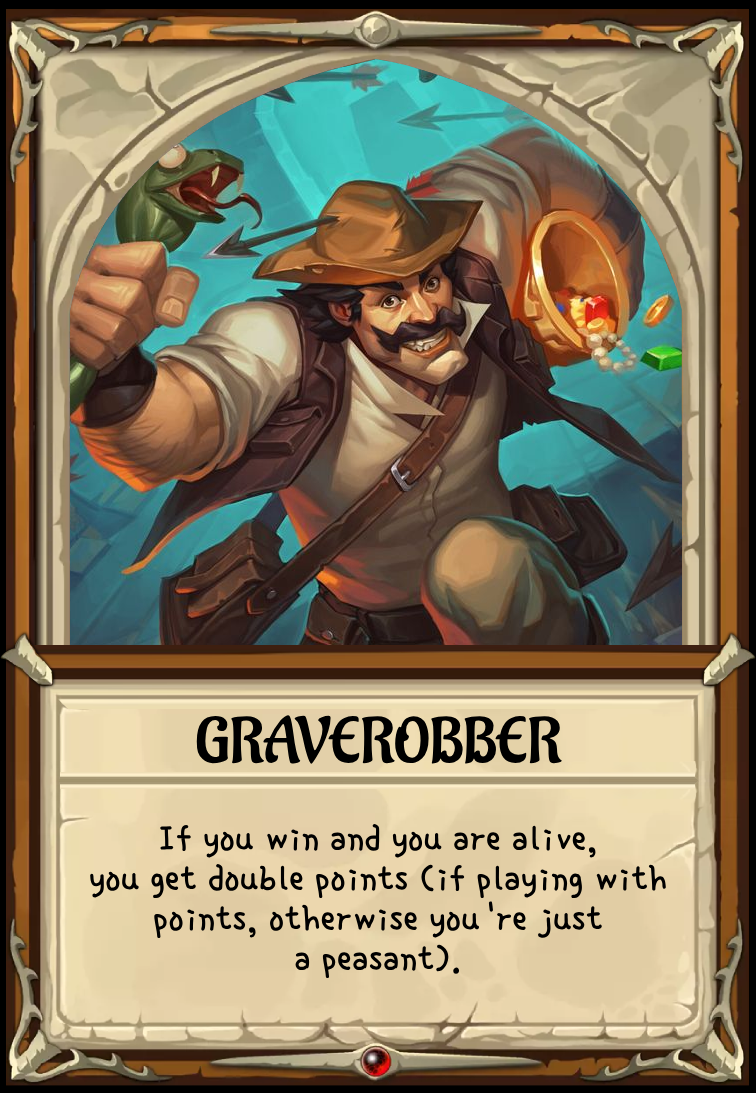 GRAVEROBBER
If you win and you are alive,
you get double points (if playing with
points, otherwise you're just
a peasant).